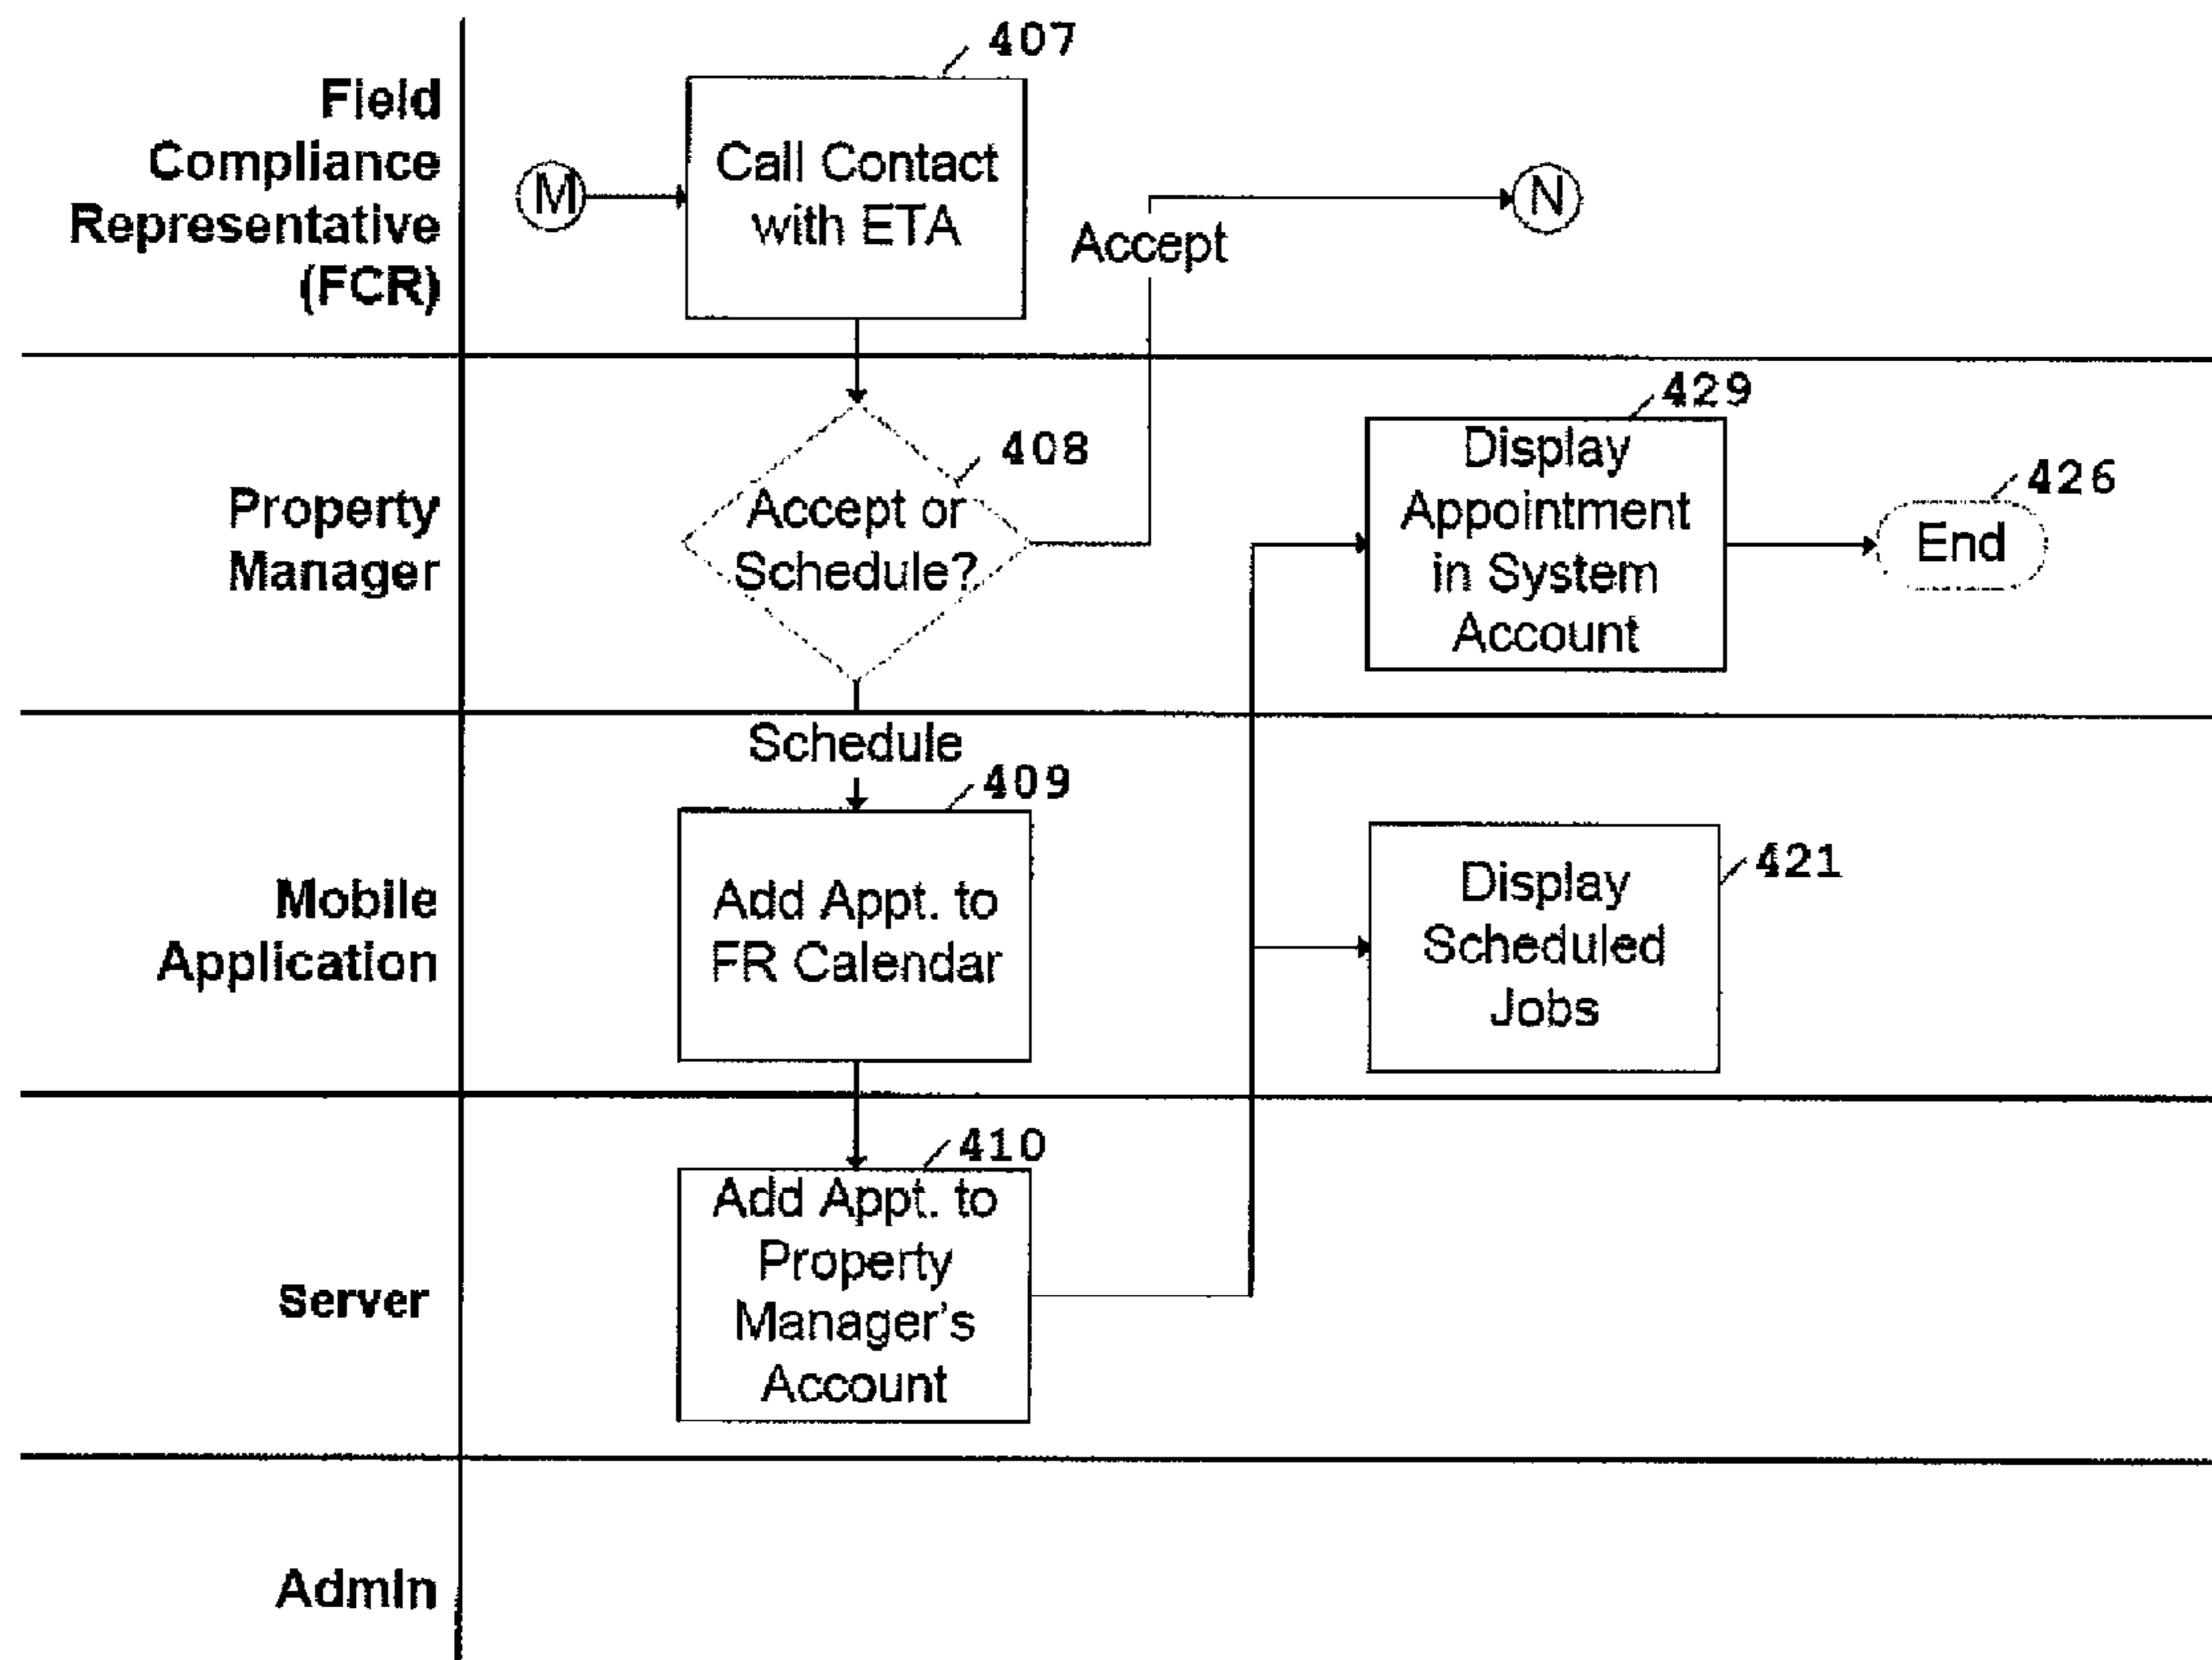 407
Field
Compliance
Representative
(FCR)
M
Call Contact
with ETA
N
Accept
Property
Manager
408
Accept or
Schedule?
429
Display
Appointment
in System
Account
426
End
Mobile
Application
Schedule
409
Add Appt. to
FR Calendar
421
Display
Scheduled
Jobs
Server
410
Add Appt. to
Property
Manager's
Account
Admin